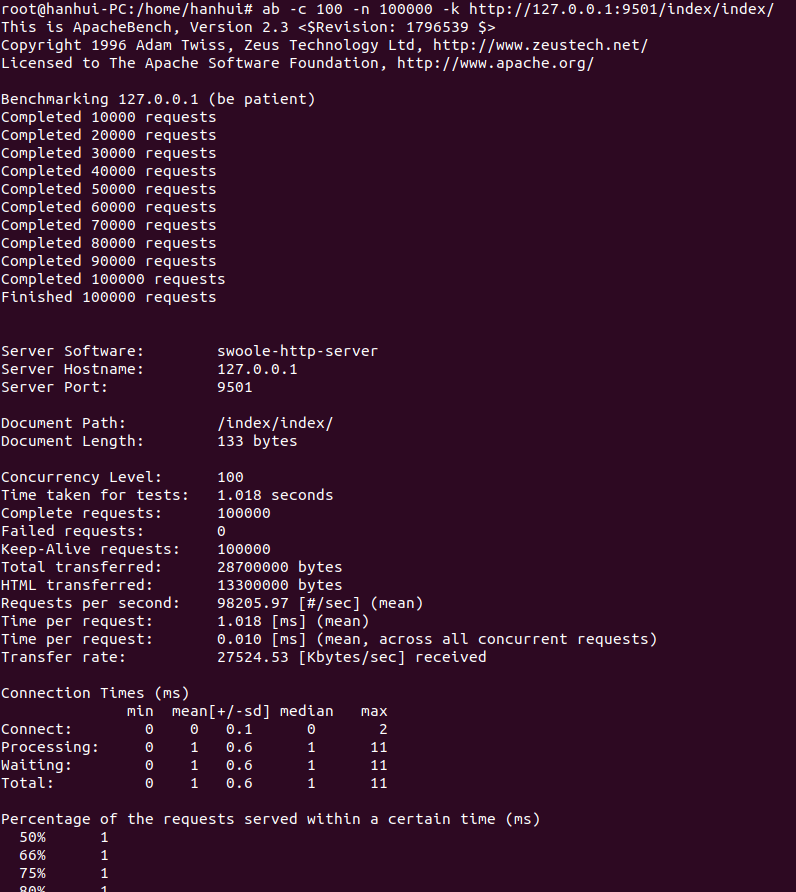 root@hanhui-PC:/home/hanhui# ab -c 100 -n 100000 -k http://127.0.0.1:9501/index/index/
This is ApacheBench, Version 2.3 <$Revision: 1796539 $>
Copyright 1996 Adam Twiss, Zeus Technology Ltd, http://www.zeustech.net/
Licensed to The Apache Software Foundation, http://www.apache.org/

Benchmarking 127.0.0.1 (be patient)
Completed 10000 requests
Completed 20000 requests
Completed 30000 requests
Completed 40000 requests
Completed 50000 requests
Completed 60000 requests
Completed 70000 requests
Completed 80000 requests
Completed 90000 requests
Completed 100000 requests
Finished 100000 requests


Server Software:        swoole-http-server
Server Hostname:        127.0.0.1
Server Port:            9501

Document Path:          /index/index/
Document Length:        133 bytes

Concurrency Level:      100
Time taken for tests:   1.018 seconds
Complete requests:      100000
Failed requests:        0
Keep-Alive requests:    100000
Total transferred:      28700000 bytes
HTML transferred:       13300000 bytes
Requests per second:    98205.97 [#/sec] (mean)
Time per request:       1.018 [ms] (mean)
Time per request:       0.010 [ms] (mean, across all concurrent requests)
Transfer rate:          27524.53 [Kbytes/sec] received

Connection Times (ms)
              min  mean[+/-sd] median   max
Connect:        0    0   0.1      0       2
Processing:     0    1   0.6      1      11
Waiting:        0    1   0.6      1      11
Total:          0    1   0.6      1      11

Percentage of the requests served within a certain time (ms)
  50%      1
  66%      1
  75%      1
  80%      1